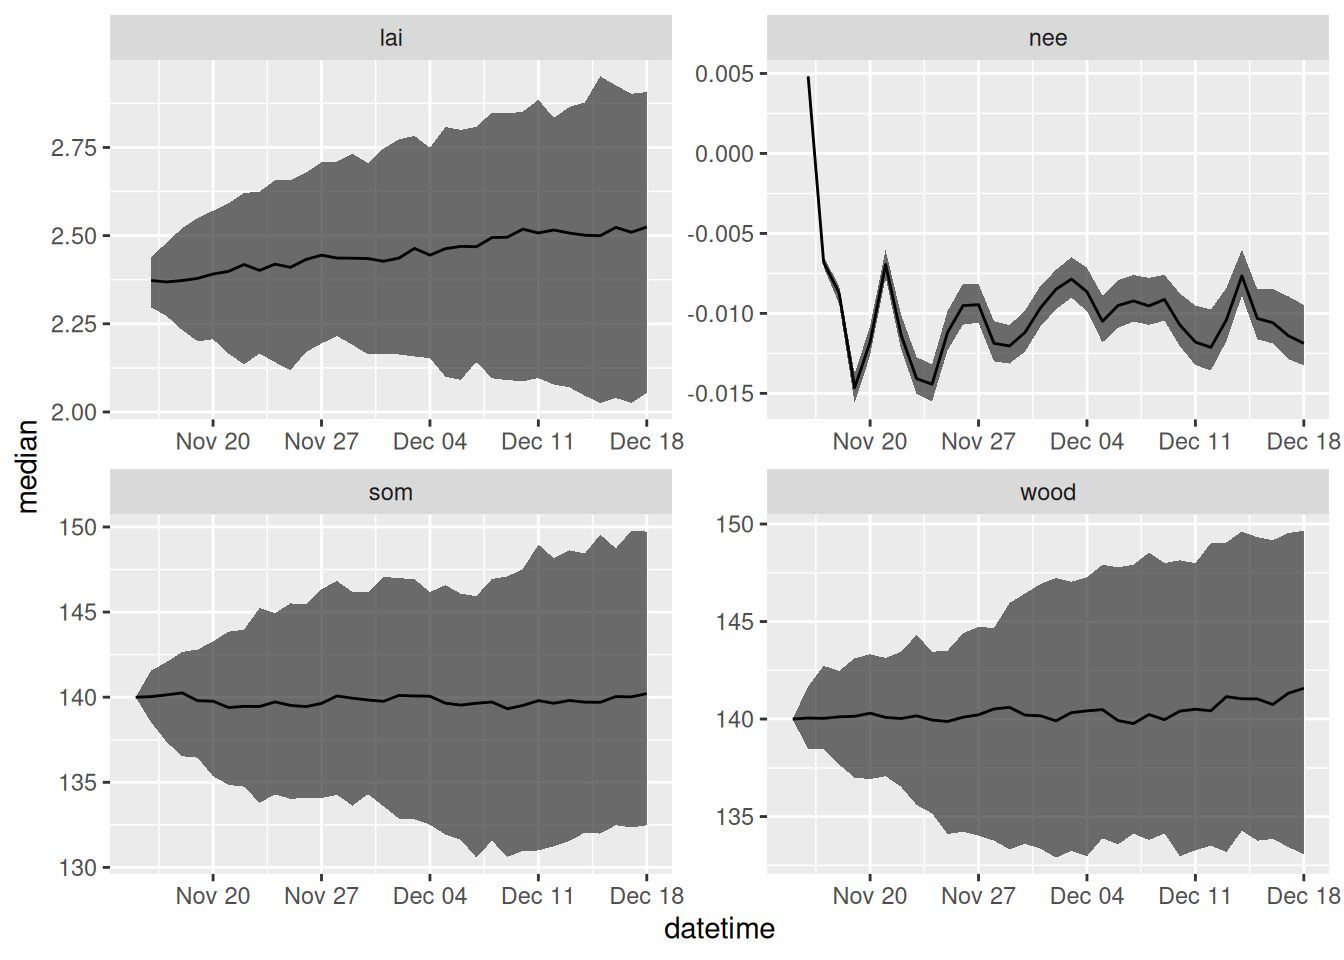 lai
nee
2.75
2.50
2.25
2.00
0.005
0.000
-0.005
-0.010
-0.015
Nov 20 Nov 27 Dec 04 Dec 11 Dec 18
Nov 20 Nov 27 Dec 04 Dec 11 Dec 18
median
som
wood
150
145
140
135
130
150
145
140
135
Nov 20 Nov 27 Dec 04 Dec 11 Dec 18
Nov 20 Nov 27 Dec 04 Dec 11 Dec 18
datetime